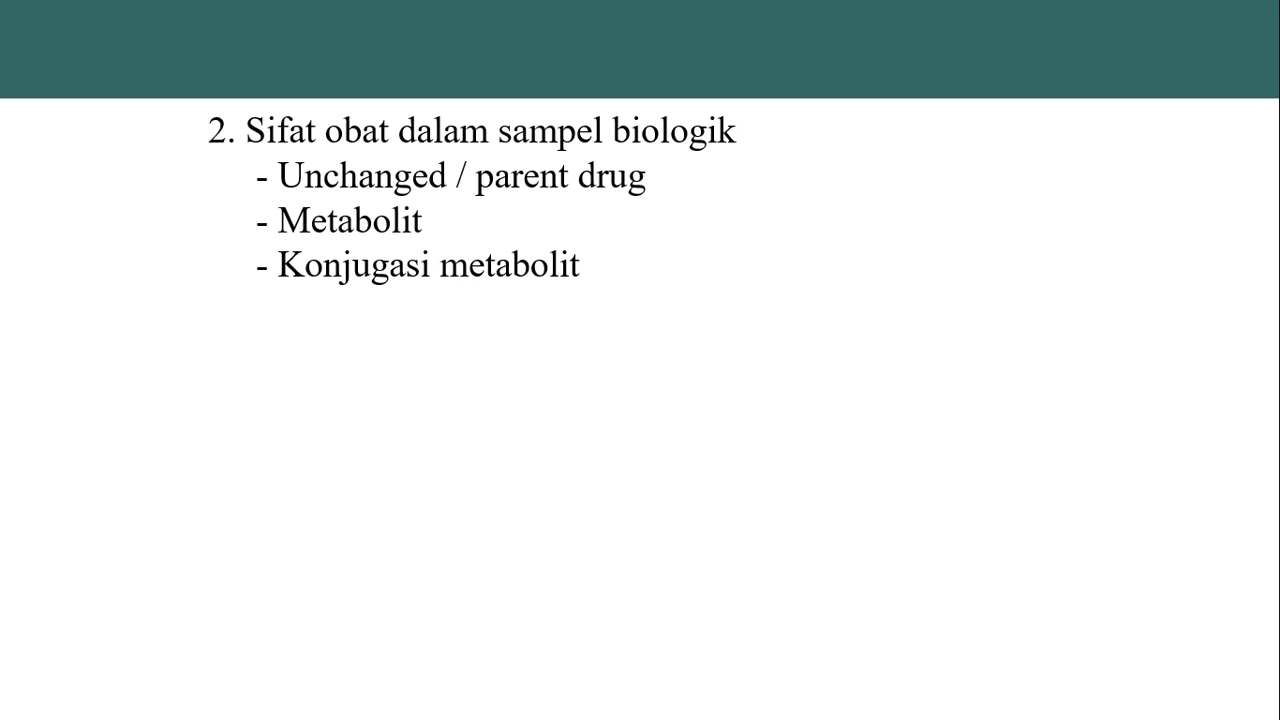 2. Sifat obat dalam sampel biologik
- Unchanged / parent drug
- Metabolit
- Konjugasi metabolit